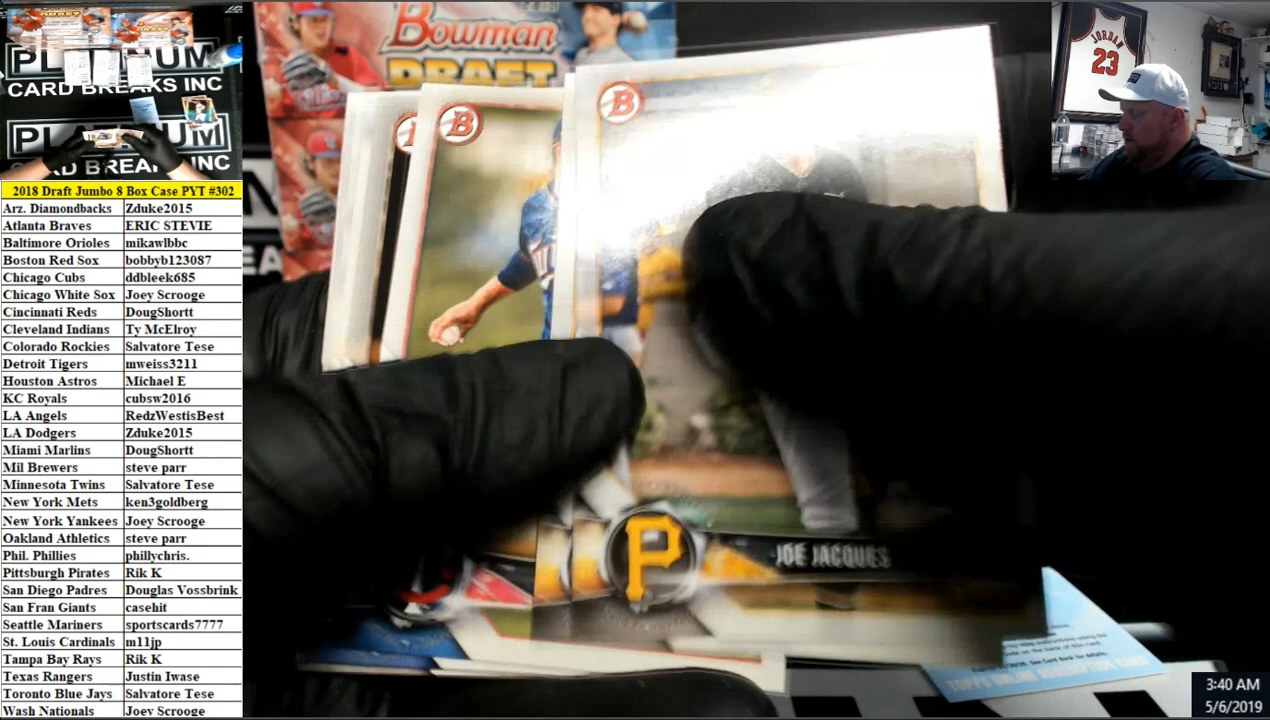 PLATINUM
CARD BREAKS INC
PLATINUM
CARD BREAKS INC
2018 Draft Jumbo 8 Box Case PYT #302
Arz. Diamondbacks Zduke2015
Atlanta Braves ERIC STEVIE
Baltimore Orioles mikawlbbc
Boston Red Sox bobbyb123087
Chicago Cubs ddbleek685
Chicago White Sox Joey Scrooge
Cincinnati Reds DougShortt
Cleveland Indians Ty McElroy
Colorado Rockies Salvatore Tese
Detroit Tigers mweiss3211
Houston Astros Michael E
KC Royals cubsw2016
LA Angels RedzWestisBest
LA Dodgers Zduke2015
Miami Marlins DougShortt
Mil Brewers steve parr
Minnesota Twins Salvatore Tese
New York Mets ken3goldberg
New York Yankees Joey Scrooge
Oakland Athletics steve parr
Phil. Phillies phillychris.
Pittsburgh Pirates Rik K
San Diego Padres Douglas Vossbrink
San Fran Giants casehit
Seattle Mariners sportscards7777
St. Louis Cardinals m11jp
Tampa Bay Rays Rik K
Texas Rangers Justin Iwase
Toronto Blue Jays Salvatore Tese
Wash Nationals Joey Scrooge
Bowman
DRAFT
B
B
P
JOE JACQUES
TOPPS ONLINE REDEMPTION CARD
JORDAN
23
3:40 AM
5/6/2019